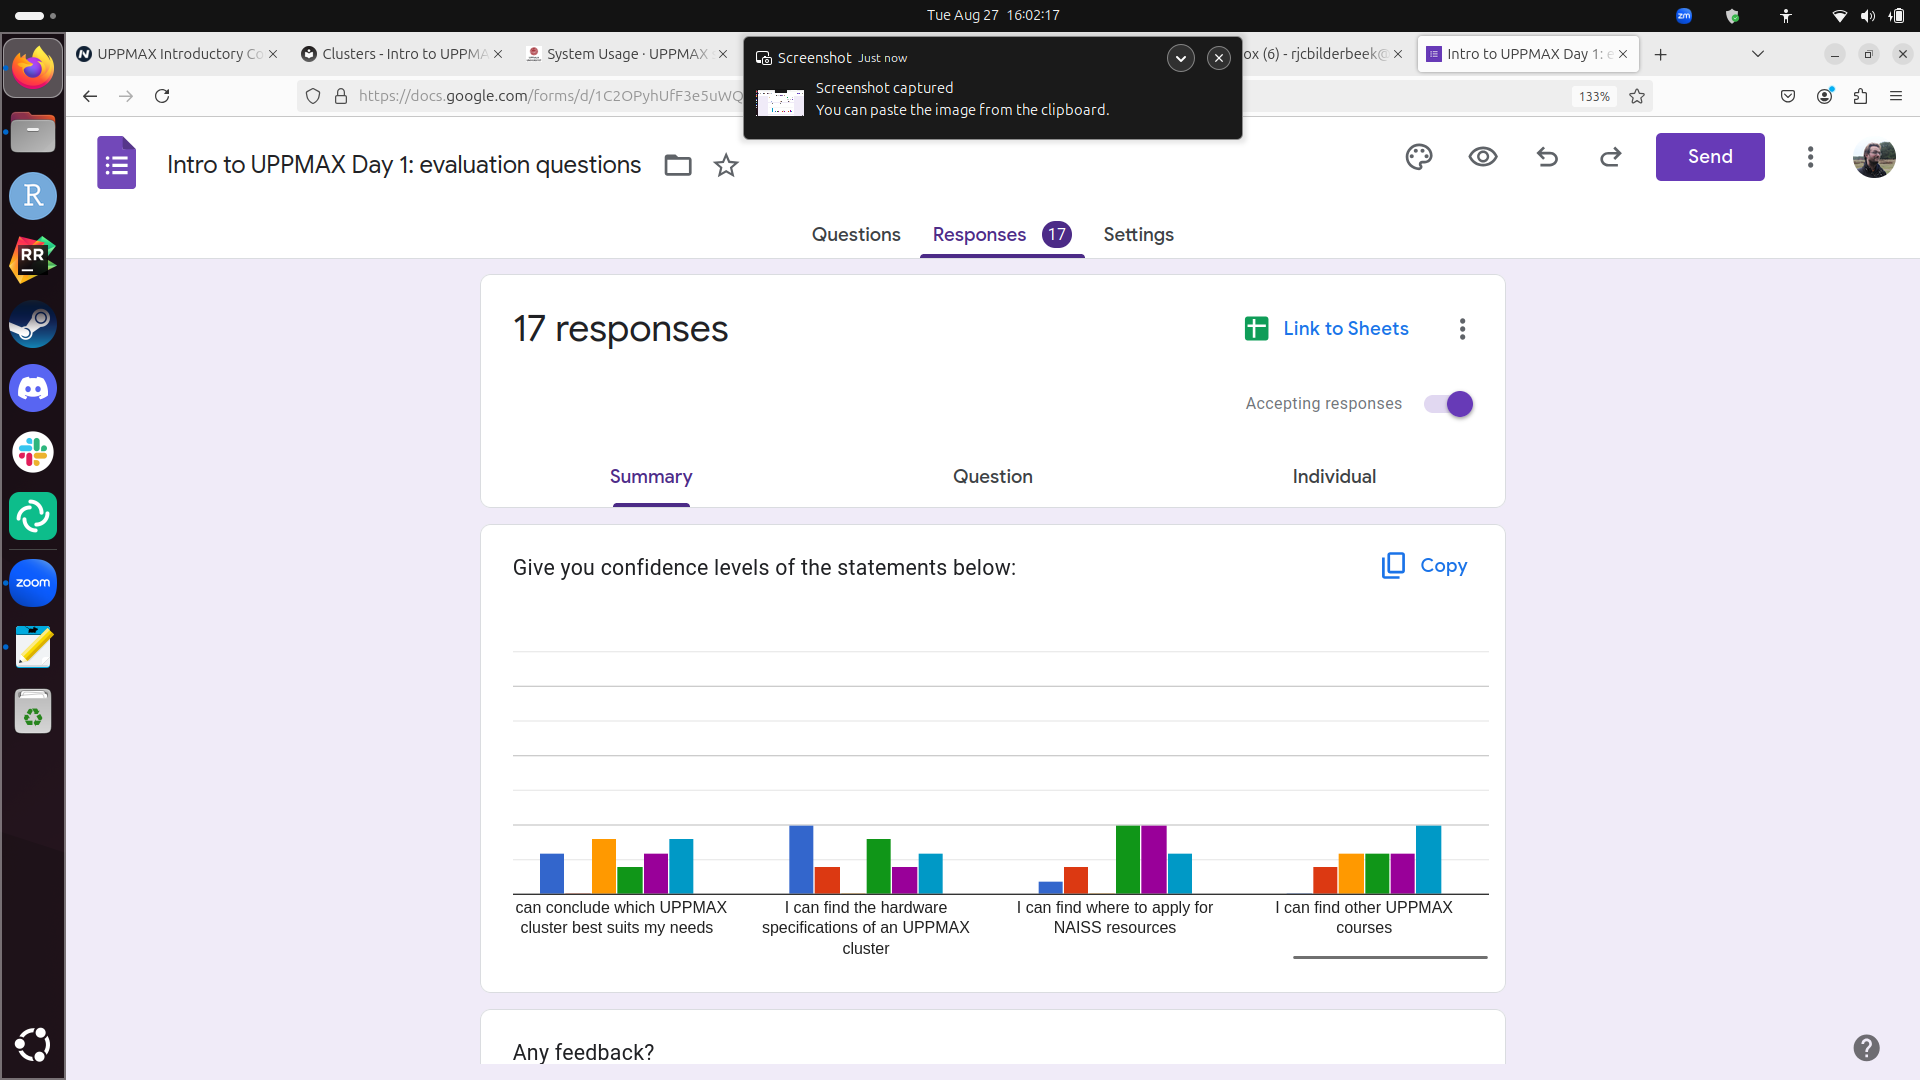 Tue Aug 27 16:02:17
zm
UPPMAX Introductory Co
Clusters - Intro to UPPMA
System Usage · UPPMAX
ox (6) - rjcbilderbeek@
Intro to UPPMAX Day 1: e
Screenshot Just now
Screenshot captured
You can paste the image from the clipboard.
https://docs.google.com/forms/d/1C2OPyhUfF3e5uWQ
133%
Intro to UPPMAX Day 1: evaluation questions
Send
Questions
Responses 17
Settings
17 responses
Link to Sheets
Accepting responses
Summary
Question
Individual
Give you confidence levels of the statements below:
Copy
can conclude which UPPMAX
cluster best suits my needs
I can find the hardware
specifications of an UPPMAX
cluster
I can find where to apply for
NAISS resources
I can find other UPPMAX
courses
Any feedback?
R
RR
zoom